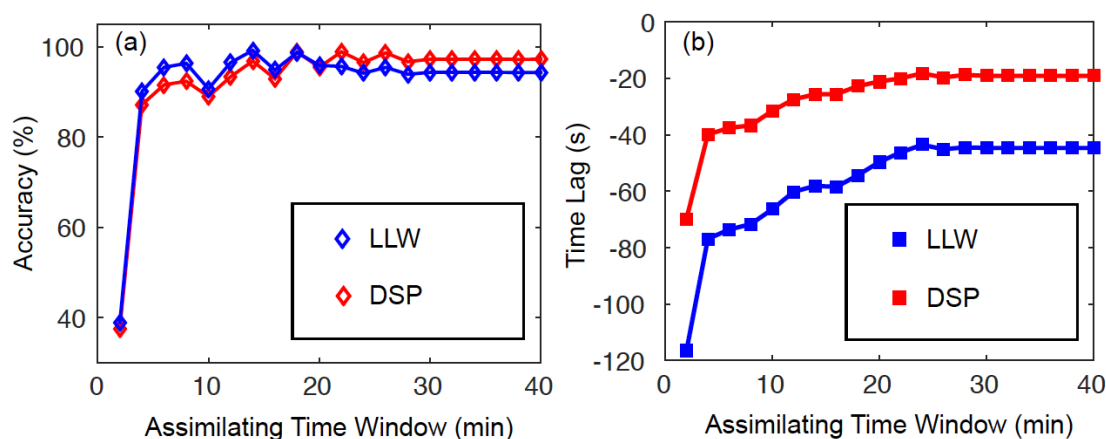 (a)
100
80
60
40
0
10
20
30
40
Accuracy (%)
Assimilating Time Window (min)
LLW
DSP
(b)
0
-20
-40
-60
-80
-100
-120
0
10
20
30
40
Time Lag (s)
Assimilating Time Window (min)
LLW
DSP